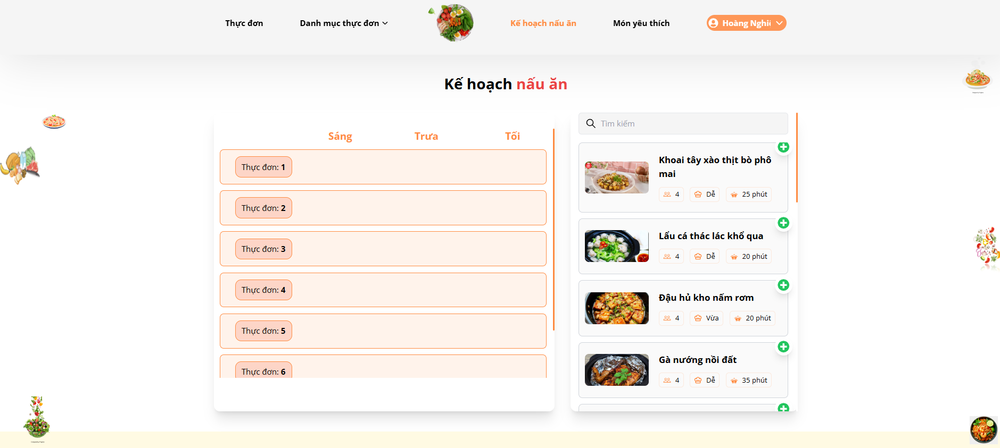 Thực đơn
Danh mục thực đơn
Kế hoạch nấu ăn
Món yêu thích
Hoàng Nghi
Kế hoạch nấu ăn
Sáng Trưa Tối
Thực đơn: 1
Thực đơn: 2
Thực đơn: 3
Thực đơn: 4
Thực đơn: 5
Thực đơn: 6
Tìm kiếm
Khoai tây xào thịt bò phô
mai
4 Dễ 25 phút
Lẩu cá thác lác khổ qua
4 Dễ 20 phút
Đậu hủ kho nấm rơm
4 Vừa 20 phút
Gà nướng nồi đất
4 Dễ 35 phút